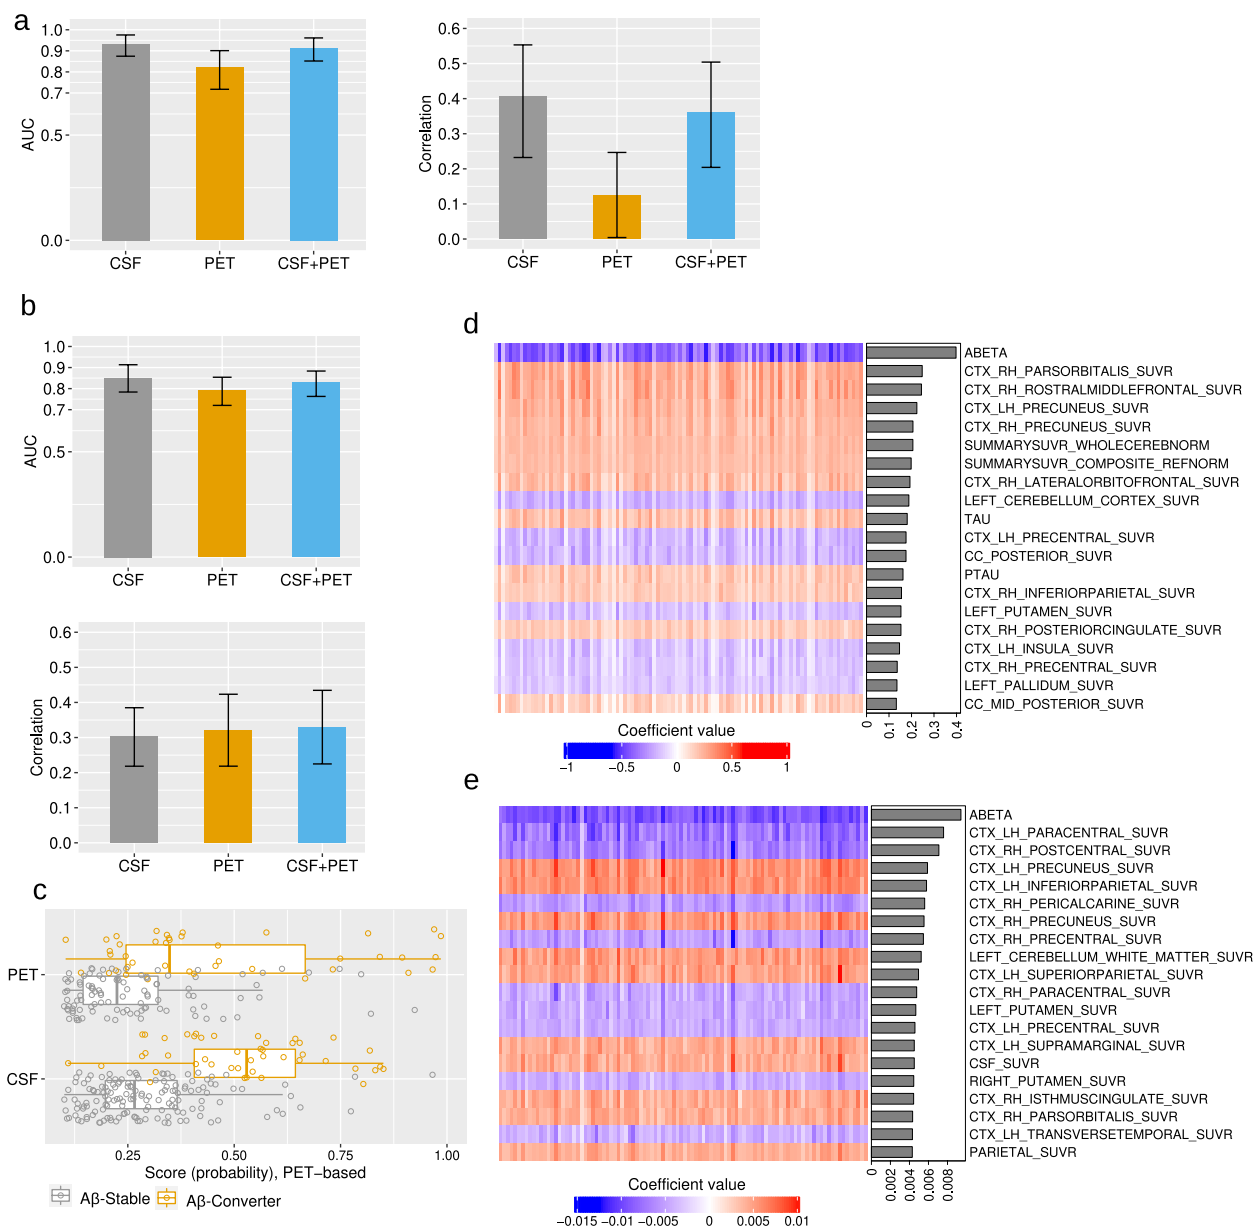 a
1.0
0.9
0.8
0.7
0.5
0.0
AUC
CSF
PET
CSF+PET
0.6
0.5
0.4
0.3
0.2
0.1
0.0
Correlation
CSF
PET
CSF+PET
b
1.0
0.9
0.8
0.7
0.5
0.0
AUC
CSF
PET
CSF+PET
0.6
0.5
0.4
0.3
0.2
0.1
0.0
Correlation
CSF
PET
CSF+PET
c
PET
CSF
0.25
0.50
0.75
1.00
Score (probability), PET−based
Aβ-Stable
Aβ-Converter
d
ABETA
CTX_RH_PARSORBITALIS_SUVR
CTX_RH_ROSTRALMIDDLEFRONTAL_SUVR
CTX_LH_PRECUNEUS_SUVR
CTX_RH_PRECUNEUS_SUVR
SUMMARYSUVR_WHOLECEREBNORM
SUMMARYSUVR_COMPOSITE_REFNORM
CTX_RH_LATERALORBITOFRONTAL_SUVR
LEFT_CEREBELLUM_CORTEX_SUVR
TAU
CTX_LH_PRECENTRAL_SUVR
CC_POSTERIOR_SUVR
PTAU
CTX_RH_INFERIORPARIETAL_SUVR
LEFT_PUTAMEN_SUVR
CTX_RH_POSTERIORCINGULATE_SUVR
CTX_LH_INSULA_SUVR
CTX_RH_PRECENTRAL_SUVR
LEFT_PALLIDUM_SUVR
CC_MID_POSTERIOR_SUVR
0
0.1
0.2
0.3
0.4
Coefficient value
−1
−0.5
0
0.5
1
e
ABETA
CTX_LH_PARACENTRAL_SUVR
CTX_RH_POSTCENTRAL_SUVR
CTX_LH_PRECUNEUS_SUVR
CTX_LH_INFERIORPARIETAL_SUVR
CTX_RH_PERICALCARINE_SUVR
CTX_RH_PRECUNEUS_SUVR
CTX_RH_PRECENTRAL_SUVR
LEFT_CEREBELLUM_WHITE_MATTER_SUVR
CTX_LH_SUPERIORPARIETAL_SUVR
CTX_RH_PARACENTRAL_SUVR
LEFT_PUTAMEN_SUVR
CTX_LH_PRECENTRAL_SUVR
CTX_LH_SUPRAMARGINAL_SUVR
CSF_SUVR
RIGHT_PUTAMEN_SUVR
CTX_RH_ISTHMUSCINGULATE_SUVR
CTX_RH_PARSORBITALIS_SUVR
CTX_LH_TRANSVERSETEMPORAL_SUVR
PARIETAL_SUVR
0
0.002
0.004
0.006
0.008
Coefficient value
−0.015
−0.01
−0.005
0
0.005
0.01